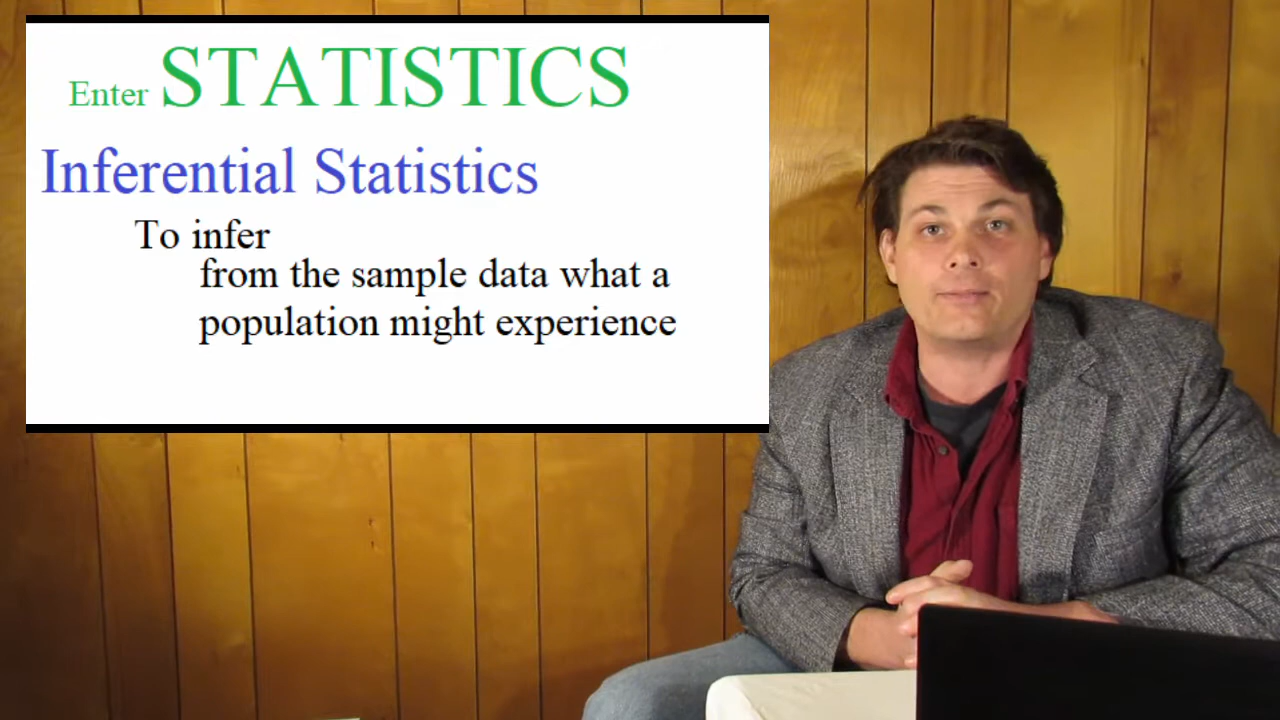 Enter STATISTICS
Inferential Statistics
To infer
from the sample data what a
population might experience